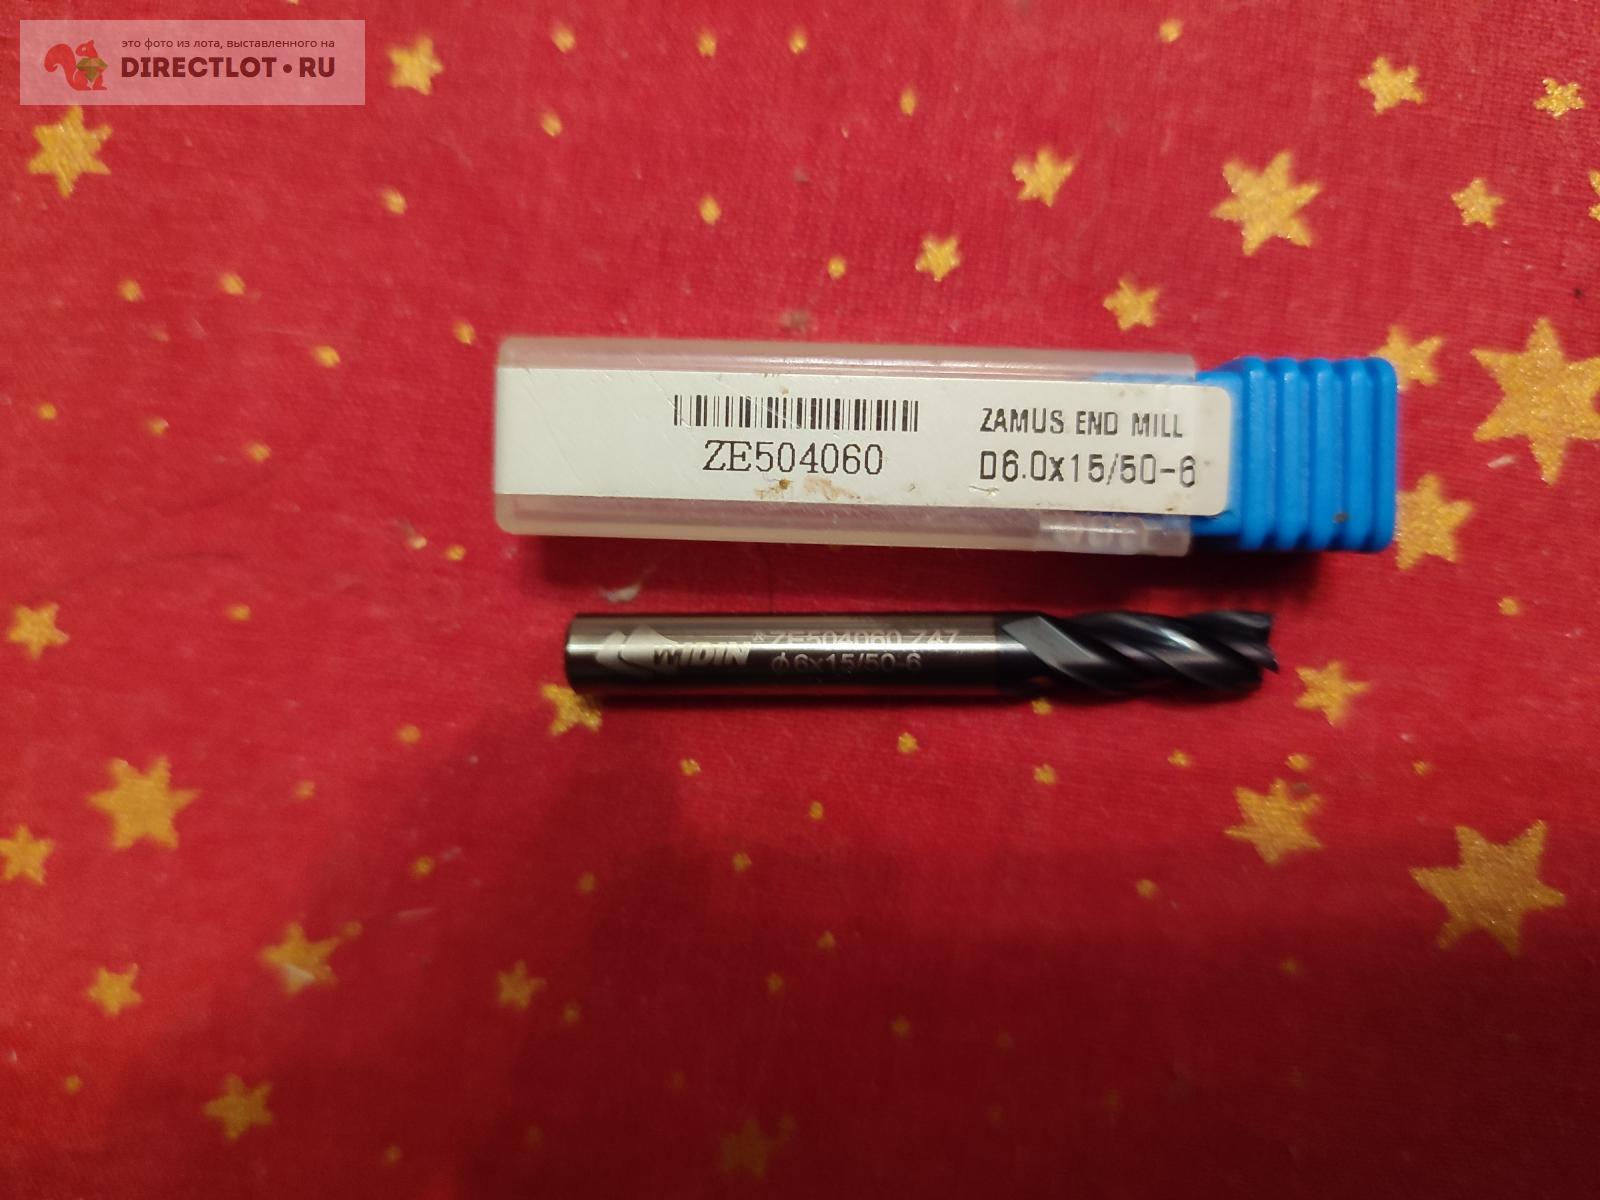 это фото из лота, выставленного на
DIRECTLOT•RU
ZE504060
ZAMUS END MILL
D6.0x15/50-6
WIDIN® ZE504060 Z47
ϕ6x15/50-6